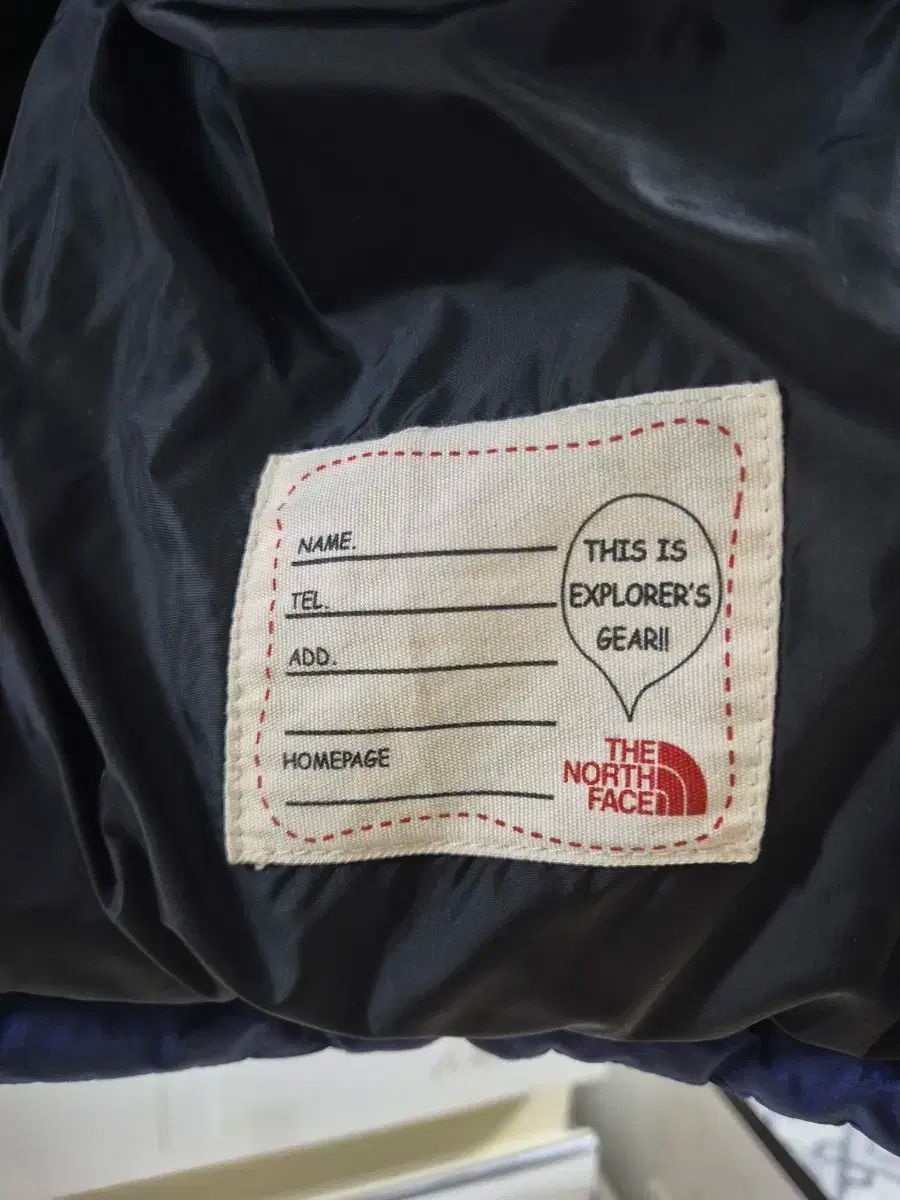 NAME.
TEL.
ADD.
HOMEPAGE
THIS IS
EXPLORER'S
GEAR!!
THE
NORTH
FACE